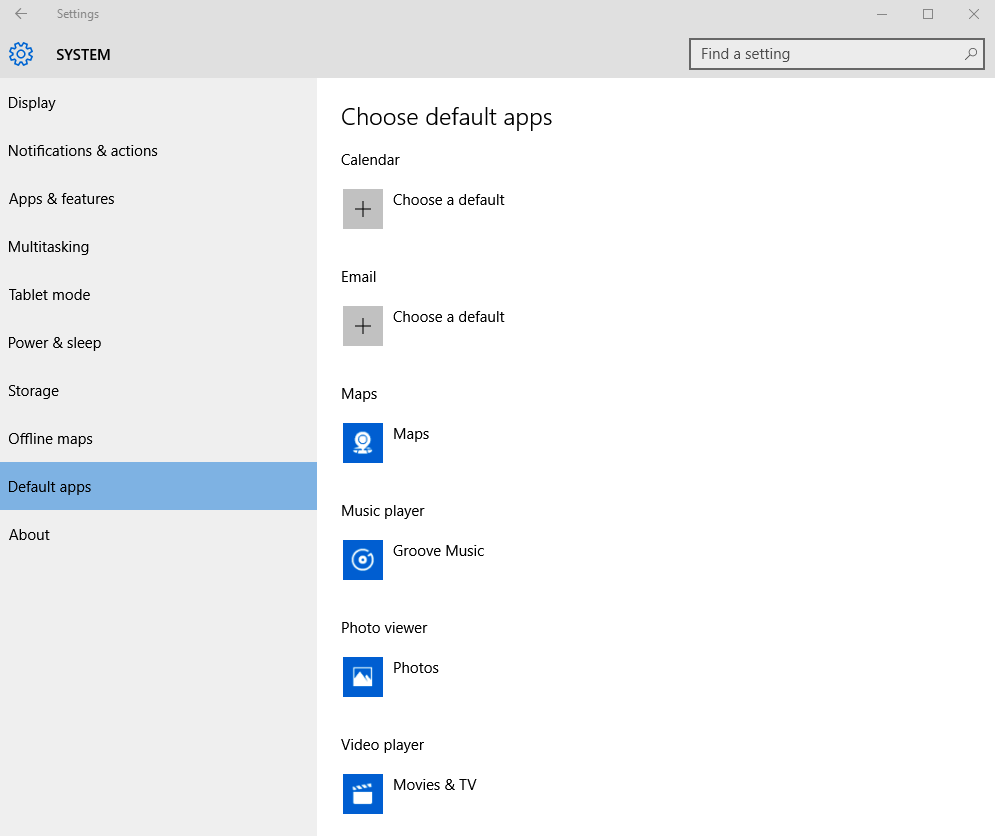 Settings
SYSTEM
Find a setting
Display
Notifications & actions
Apps & features
Multitasking
Tablet mode
Power & sleep
Storage
Offline maps
Default apps
About
Choose default apps
Calendar
Choose a default
Email
Choose a default
Maps
Maps
Music player
Groove Music
Photo viewer
Photos
Video player
Movies & TV